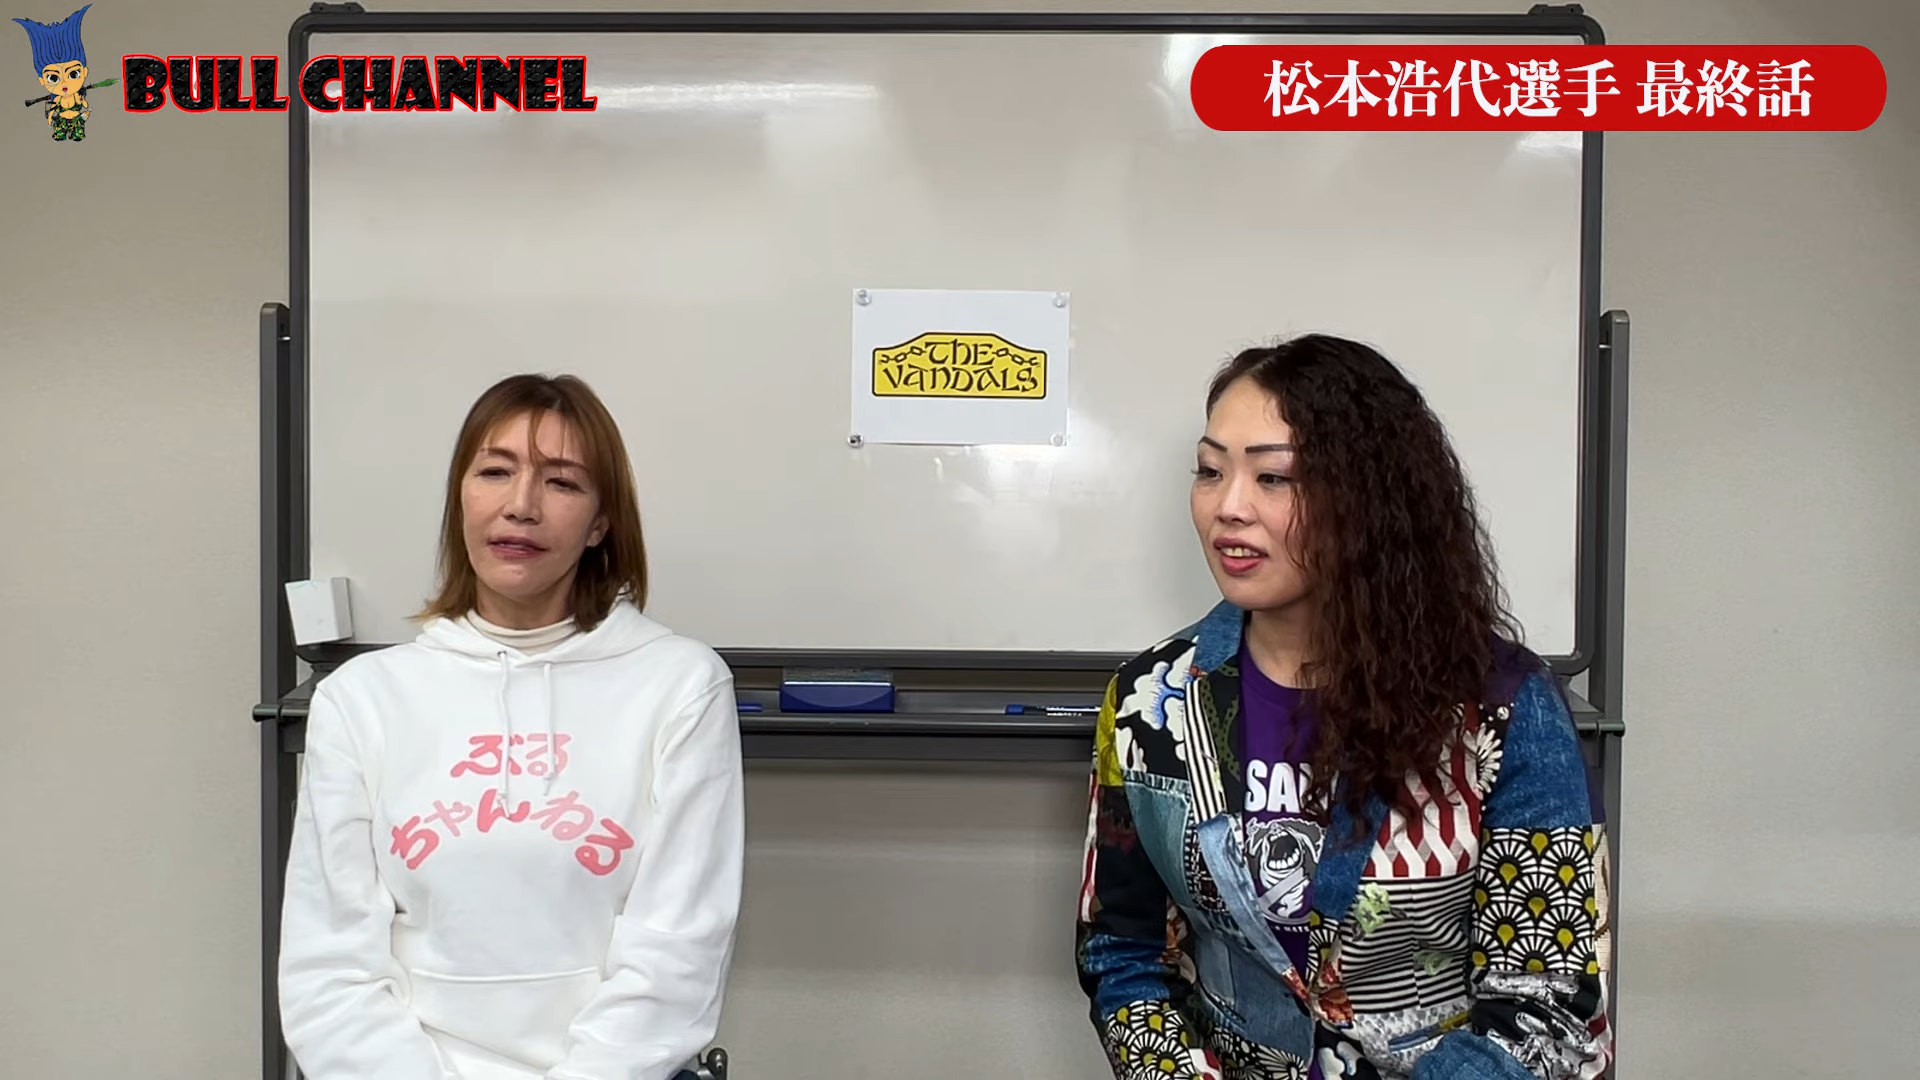 BULL CHANNEL
松本浩代選手 最終話
THE
VANDALS
ぶる
ちゃんねる